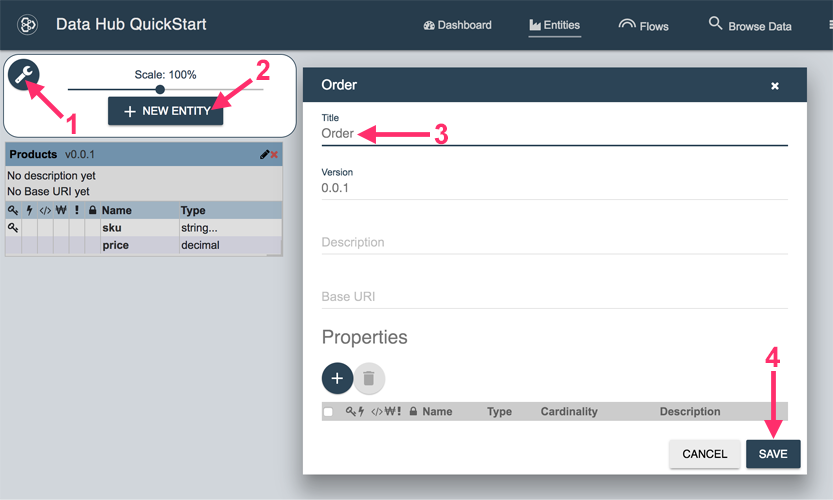 Data Hub QuickStart
Dashboard
Entities
Flows
Browse Data
Scale: 100%
+ NEW ENTITY
1
2
Products v0.0.1
No description yet
No Base URI yet
Name Type
sku string...
price decimal
Order
Title
Order
3
Version
0.0.1
Description
Base URI
Properties
</> ₩ ! Name Type Cardinality Description
4
CANCEL SAVE